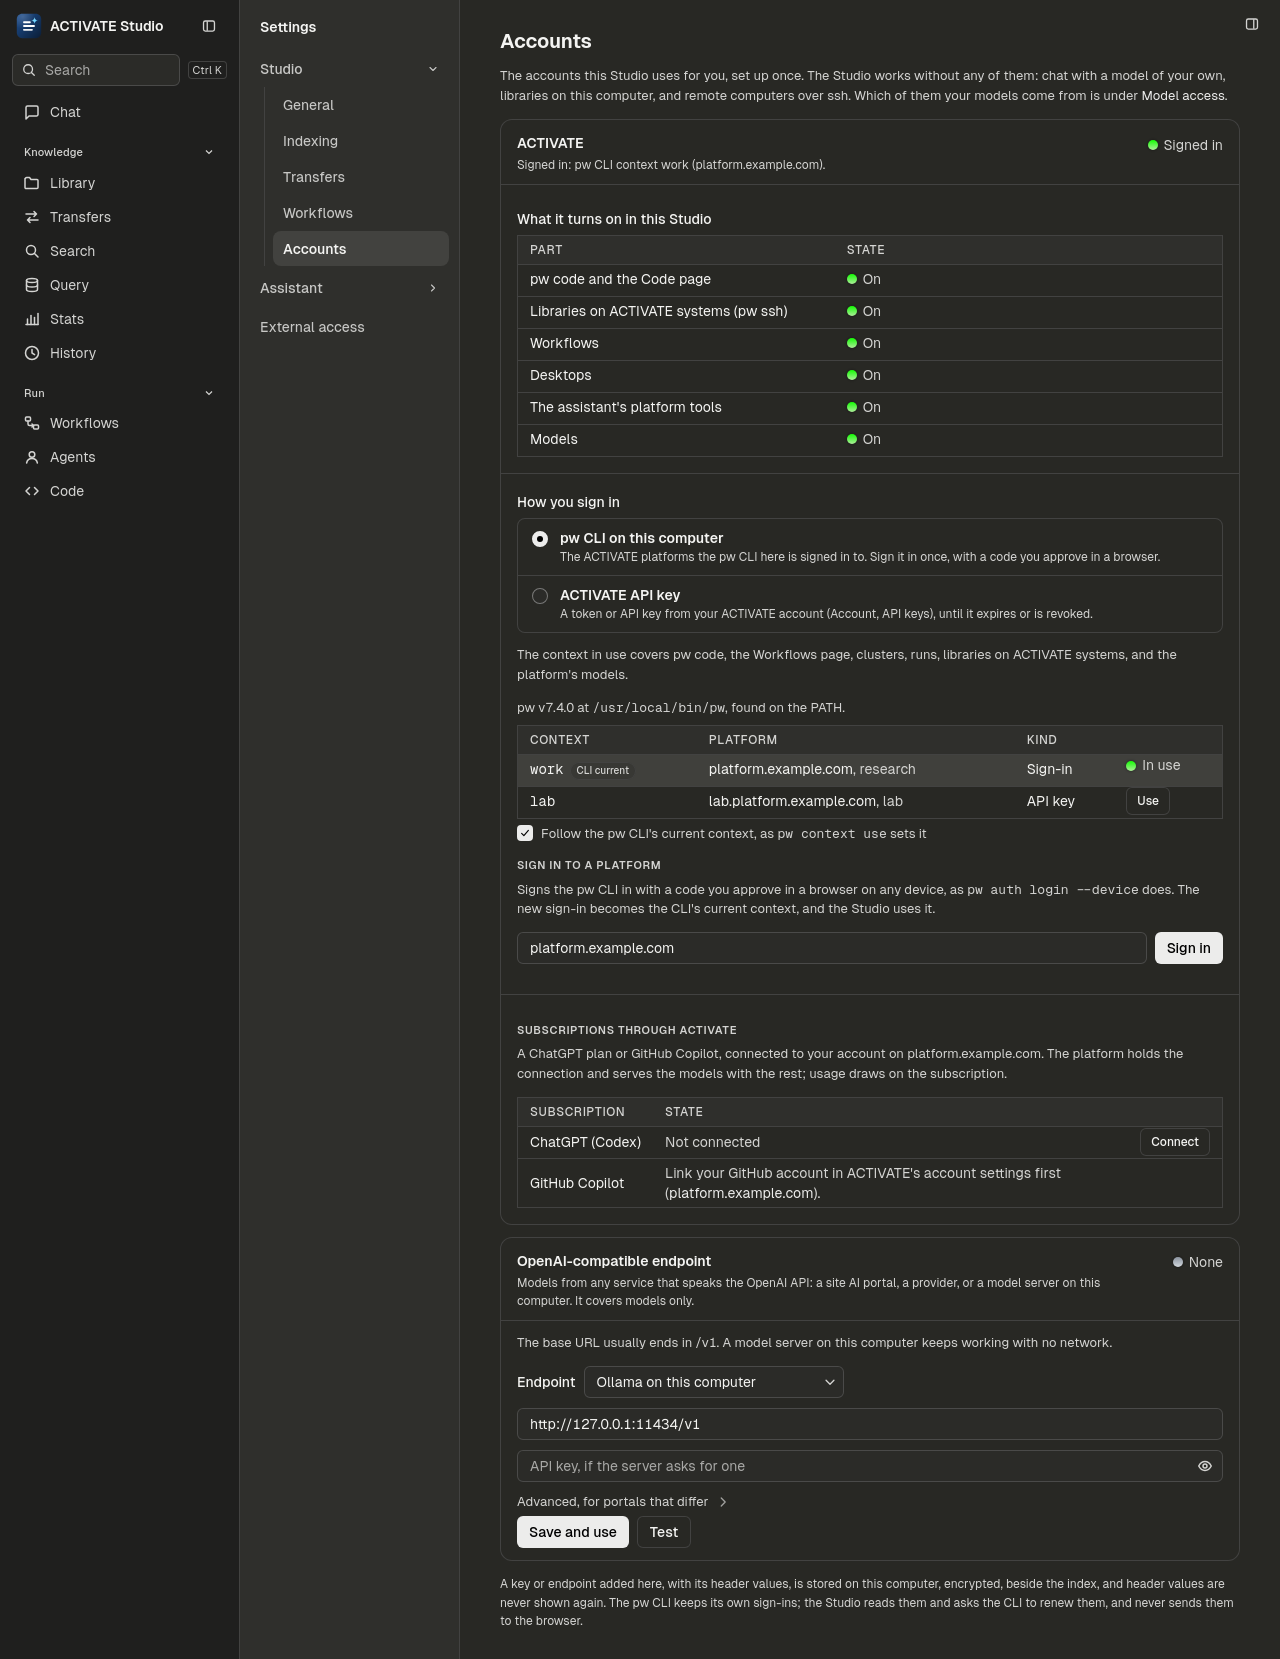 ACTIVATE Studio
Search
Ctrl K
Chat
Knowledge
Library
Transfers
Search
Query
Stats
History
Run
Workflows
Agents
Code
Settings
Studio
General
Indexing
Transfers
Workflows
Accounts
Assistant
External access
Accounts
The accounts this Studio uses for you, set up once. The Studio works without any of them: chat with a model of your own,
libraries on this computer, and remote computers over ssh. Which of them your models come from is under Model access.
ACTIVATE
Signed in: pw CLI context work (platform.example.com).
Signed in
What it turns on in this Studio
PART STATE
pw code and the Code page On
Libraries on ACTIVATE systems (pw ssh) On
Workflows On
Desktops On
The assistant's platform tools On
Models On
How you sign in
pw CLI on this computer
The ACTIVATE platforms the pw CLI here is signed in to. Sign it in once, with a code you approve in a browser.
ACTIVATE API key
A token or API key from your ACTIVATE account (Account, API keys), until it expires or is revoked.
The context in use covers pw code, the Workflows page, clusters, runs, libraries on ACTIVATE systems, and the
platform's models.
pw v7.4.0 at /usr/local/bin/pw, found on the PATH.
CONTEXT PLATFORM KIND
work CLI current platform.example.com, research Sign-in In use
lab lab.platform.example.com, lab API key Use
Follow the pw CLI's current context, as pw context use sets it
SIGN IN TO A PLATFORM
Signs the pw CLI in with a code you approve in a browser on any device, as pw auth login --device does. The
new sign-in becomes the CLI's current context, and the Studio uses it.
platform.example.com Sign in
SUBSCRIPTIONS THROUGH ACTIVATE
A ChatGPT plan or GitHub Copilot, connected to your account on platform.example.com. The platform holds the
connection and serves the models with the rest; usage draws on the subscription.
SUBSCRIPTION STATE
ChatGPT (Codex) Not connected Connect
GitHub Copilot Link your GitHub account in ACTIVATE's account settings first
(platform.example.com).
OpenAI-compatible endpoint
None
Models from any service that speaks the OpenAI API: a site AI portal, a provider, or a model server on this
computer. It covers models only.
The base URL usually ends in /v1. A model server on this computer keeps working with no network.
Endpoint Ollama on this computer
http://127.0.0.1:11434/v1
API key, if the server asks for one
Advanced, for portals that differ
Save and use Test
A key or endpoint added here, with its header values, is stored on this computer, encrypted, beside the index, and header values are
never shown again. The pw CLI keeps its own sign-ins; the Studio reads them and asks the CLI to renew them, and never sends them
to the browser.